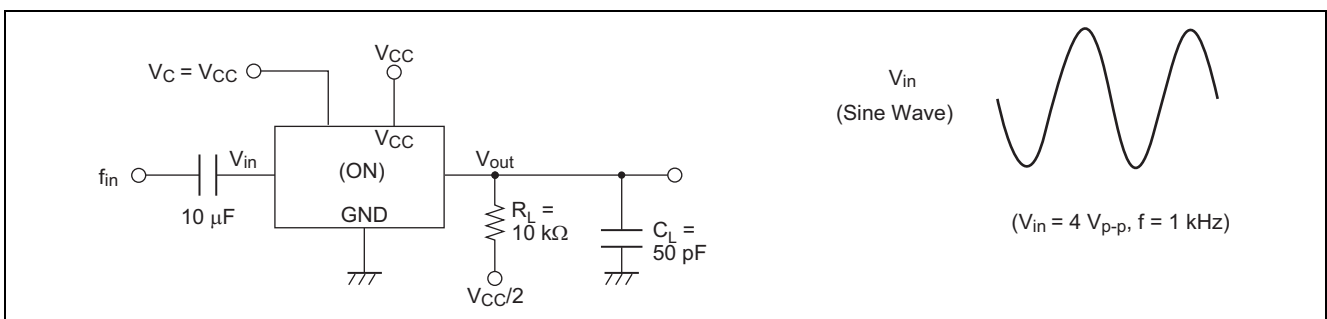 V_C = V_CC
V_CC
V_CC
f_in
V_in
10 μF
(ON)
GND
V_out
R_L =
10 kΩ
V_CC/2
C_L =
50 pF
V_in
(Sine Wave)
(V_in = 4 V_p-p, f = 1 kHz)